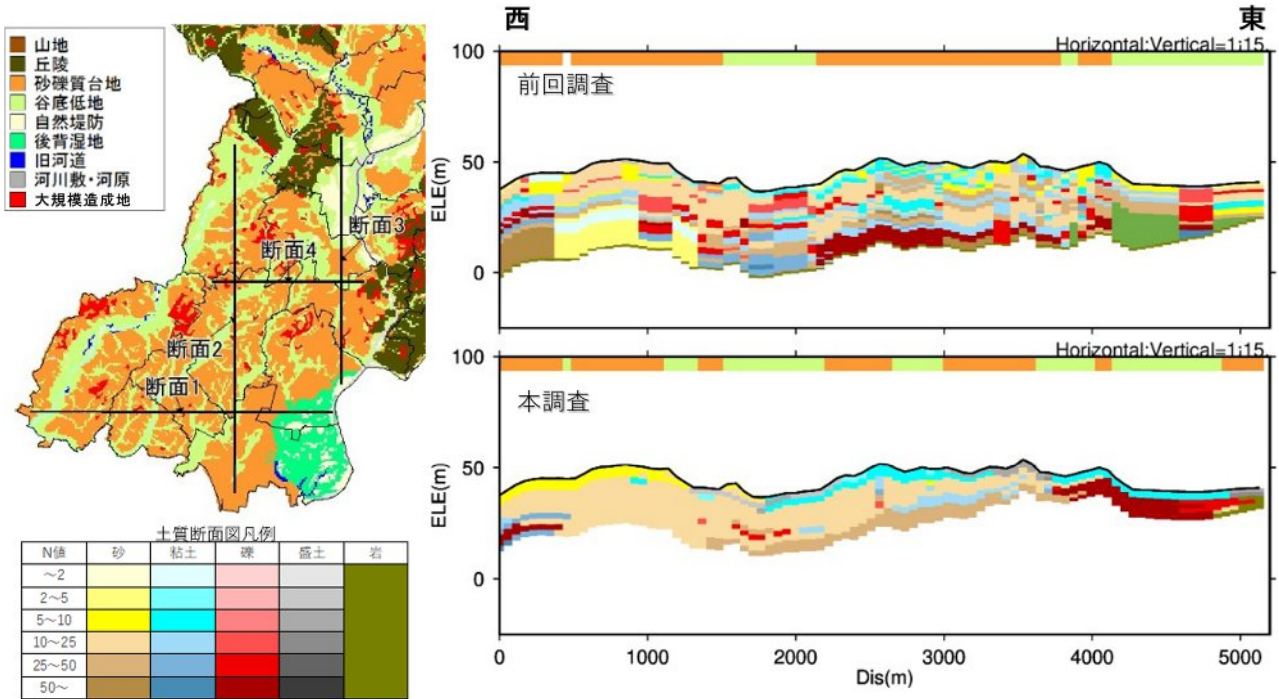 山地
丘陵
砂礫質台地
谷底低地
自然堤防
後背湿地
旧河道
河川敷・河原
大規模造成地
断面3
断面4
断面2
断面1
土質断面図凡例
N値 砂 粘土 礫 盛土 岩
～2
2～5
5～10
10～25
25～50
50～
西 東
Horizontal:Vertical=1:15
前回調査
ELE(m)
100
50
0
Horizontal:Vertical=1:15
本調査
ELE(m)
100
50
0
0 1000 2000 3000 4000 5000
Dis(m)